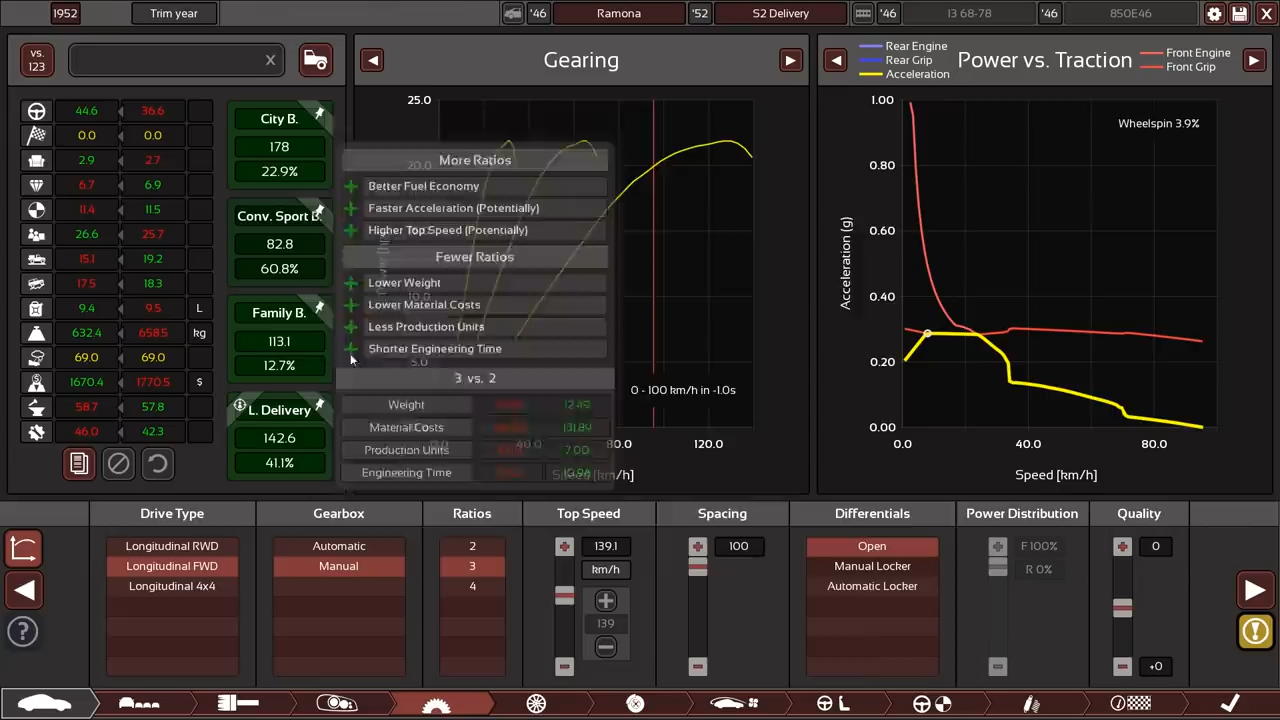 1952 Trim year '46 Ramona '52 S2 Delivery '46 13 68-78 '46 850E46
vs. 123 X
Gearing
Rear Engine
Rear Grip
Acceleration
Power vs. Traction
Front Engine
Front Grip
44.6 36.6
0.0 0.0
2.9 2.7
6.7 6.9
11.4 11.5
26.6 25.7
15.1 19.2
17.5 18.3
9.4 9.5 L
632.4 658.5 kg
69.0 69.0
1670.4 1770.5 $
58.7 57.8
46.0 42.3
City B.
178
22.9%
Conv. Sport B.
82.8
60.8%
Family B.
113.1
12.7%
L. Delivery
142.6
41.1%
25.0
20.0
5.0
More Ratios
Better Fuel Economy
Faster Acceleration (Potentially)
Higher Top Speed (Potentially)
Fewer Ratios
Lower Weight
Lower Material Costs
Less Production Units
Shorter Engineering Time
3 vs. 2
Weight
Material Costs
Production Units 7.00
Engineering Time
0 - 100 km/h in -1.0s
40.0 80.0 120.0
Speed [km/h]
Wheelspin 3.9%
Acceleration (g)
1.00
0.80
0.60
0.40
0.20
0.00
0.0 40.0 80.0
Speed [km/h]
Drive Type Gearbox Ratios Top Speed Spacing Differentials Power Distribution Quality
Longitudinal RWD Automatic 2 139.1 100 Open F 100% 0
Longitudinal FWD Manual 3 km/h Manual Locker R 0%
Longitudinal 4x4 4 Automatic Locker
139
+0